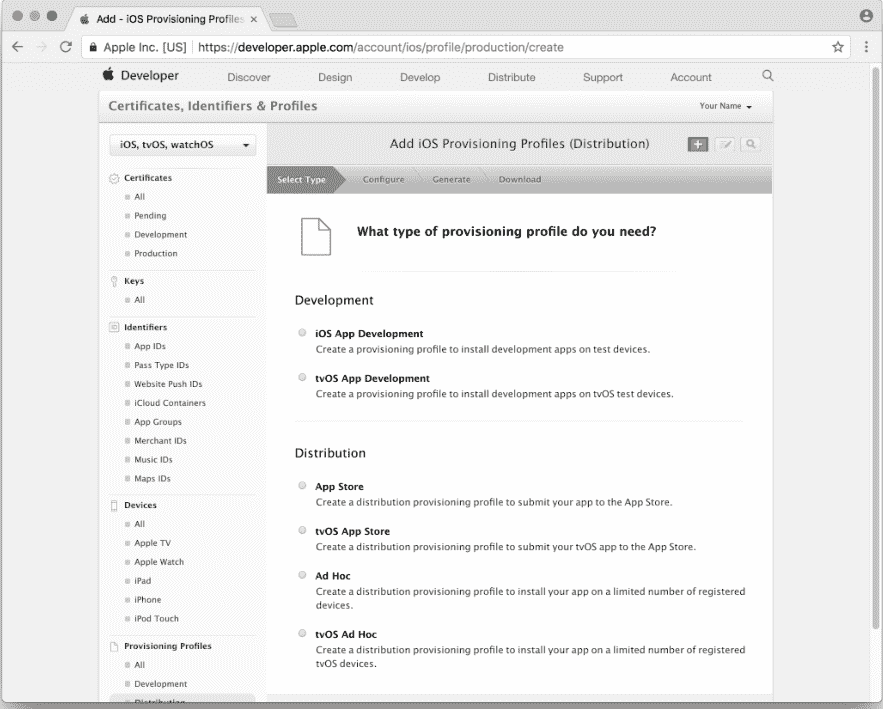 Add - iOS Provisioning Profiles
Apple Inc. [US] https://developer.apple.com/account/ios/profile/production/create
Developer Discover Design Develop Distribute Support Account
Certificates, Identifiers & Profiles Your Name
iOS, tvOS, watchOS
Add iOS Provisioning Profiles (Distribution)
Select Type Configure Generate Download
Certificates
All
Pending
Development
Production
Keys
All
Identifiers
App IDs
Pass Type IDs
Website Push IDs
iCloud Containers
App Groups
Merchant IDs
Music IDs
Maps IDs
Devices
All
Apple TV
Apple Watch
iPad
iPhone
iPod Touch
Provisioning Profiles
All
Development
Distribution
What type of provisioning profile do you need?
Development
iOS App Development
Create a provisioning profile to install development apps on test devices.
tvOS App Development
Create a provisioning profile to install development apps on tvOS test devices.
Distribution
App Store
Create a distribution provisioning profile to submit your app to the App Store.
tvOS App Store
Create a distribution provisioning profile to submit your tvOS app to the App Store.
Ad Hoc
Create a distribution provisioning profile to install your app on a limited number of registered
devices.
tvOS Ad Hoc
Create a distribution provisioning profile to install your app on a limited number of registered
tvOS devices.